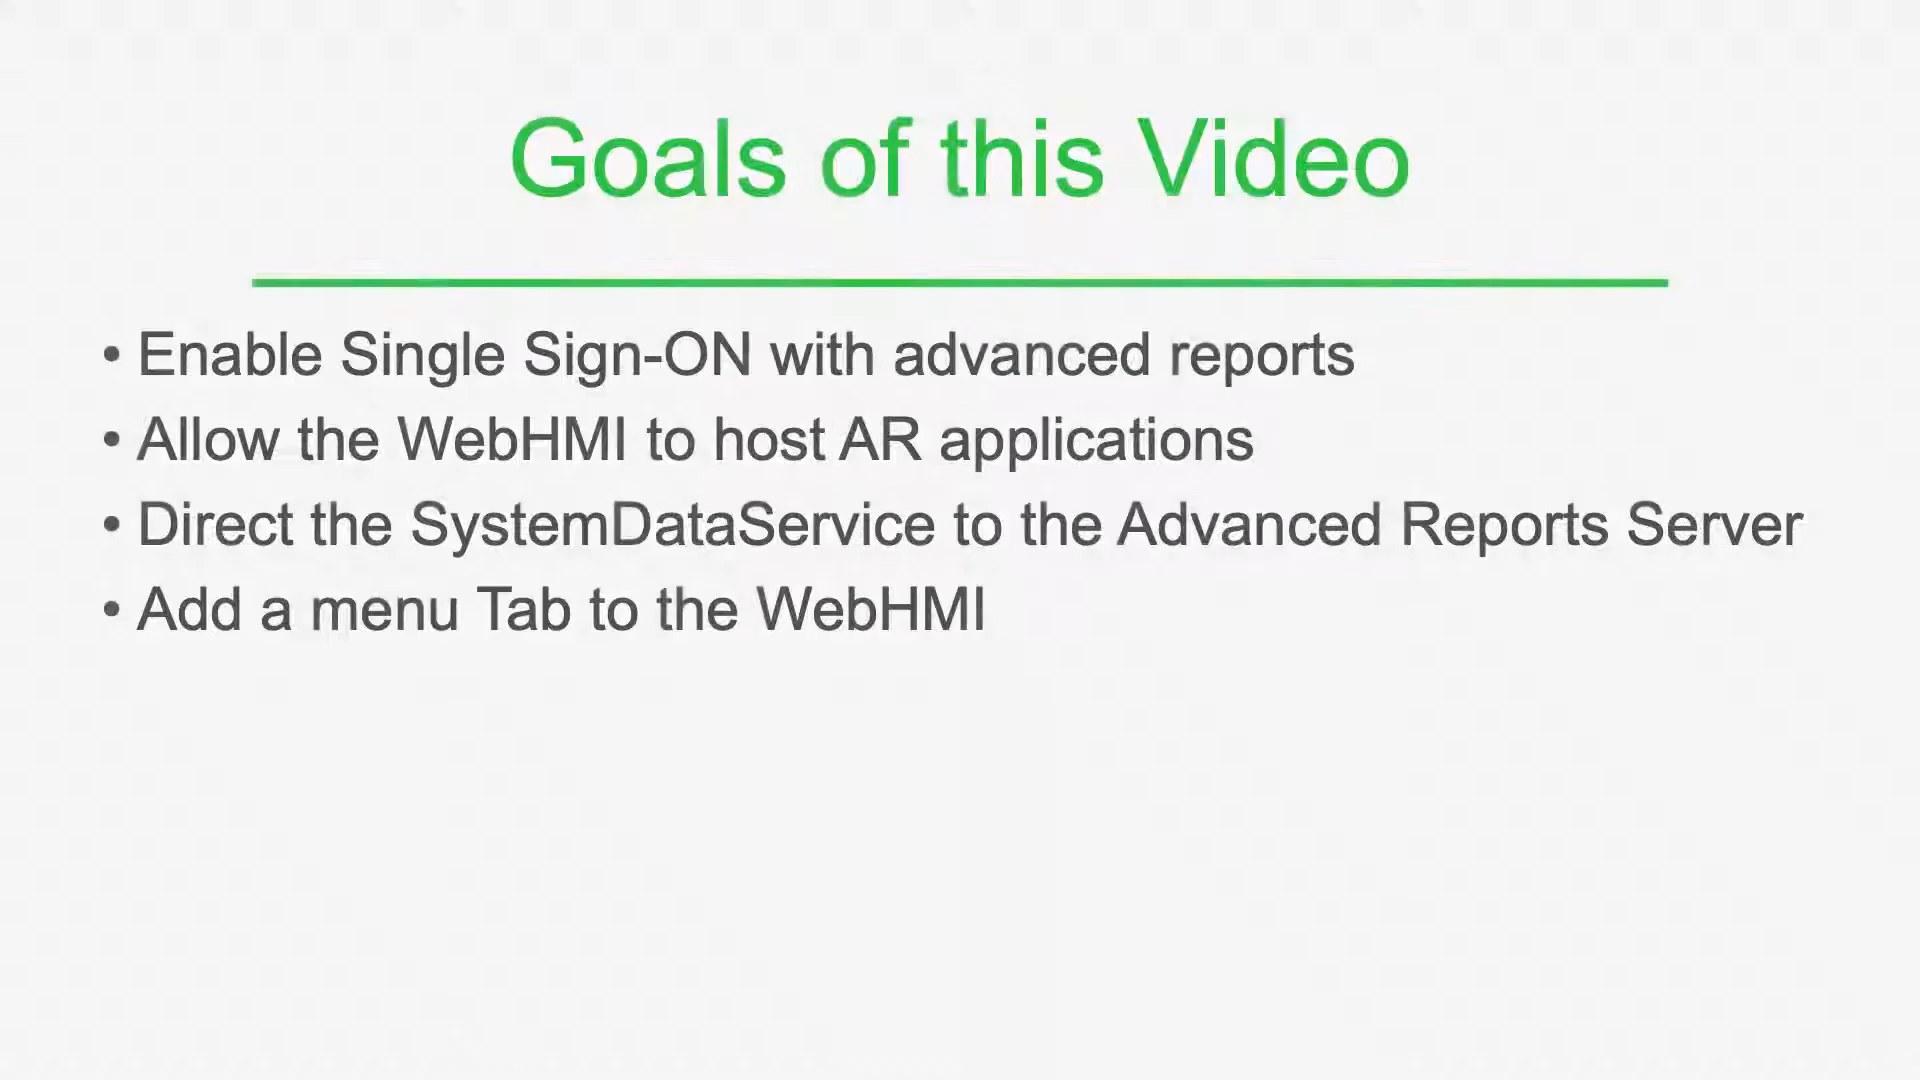 Goals of this Video
• Enable Single Sign-ON with advanced reports
• Allow the WebHMI to host AR applications
• Direct the SystemDataService to the Advanced Reports Server
• Add a menu Tab to the WebHMI